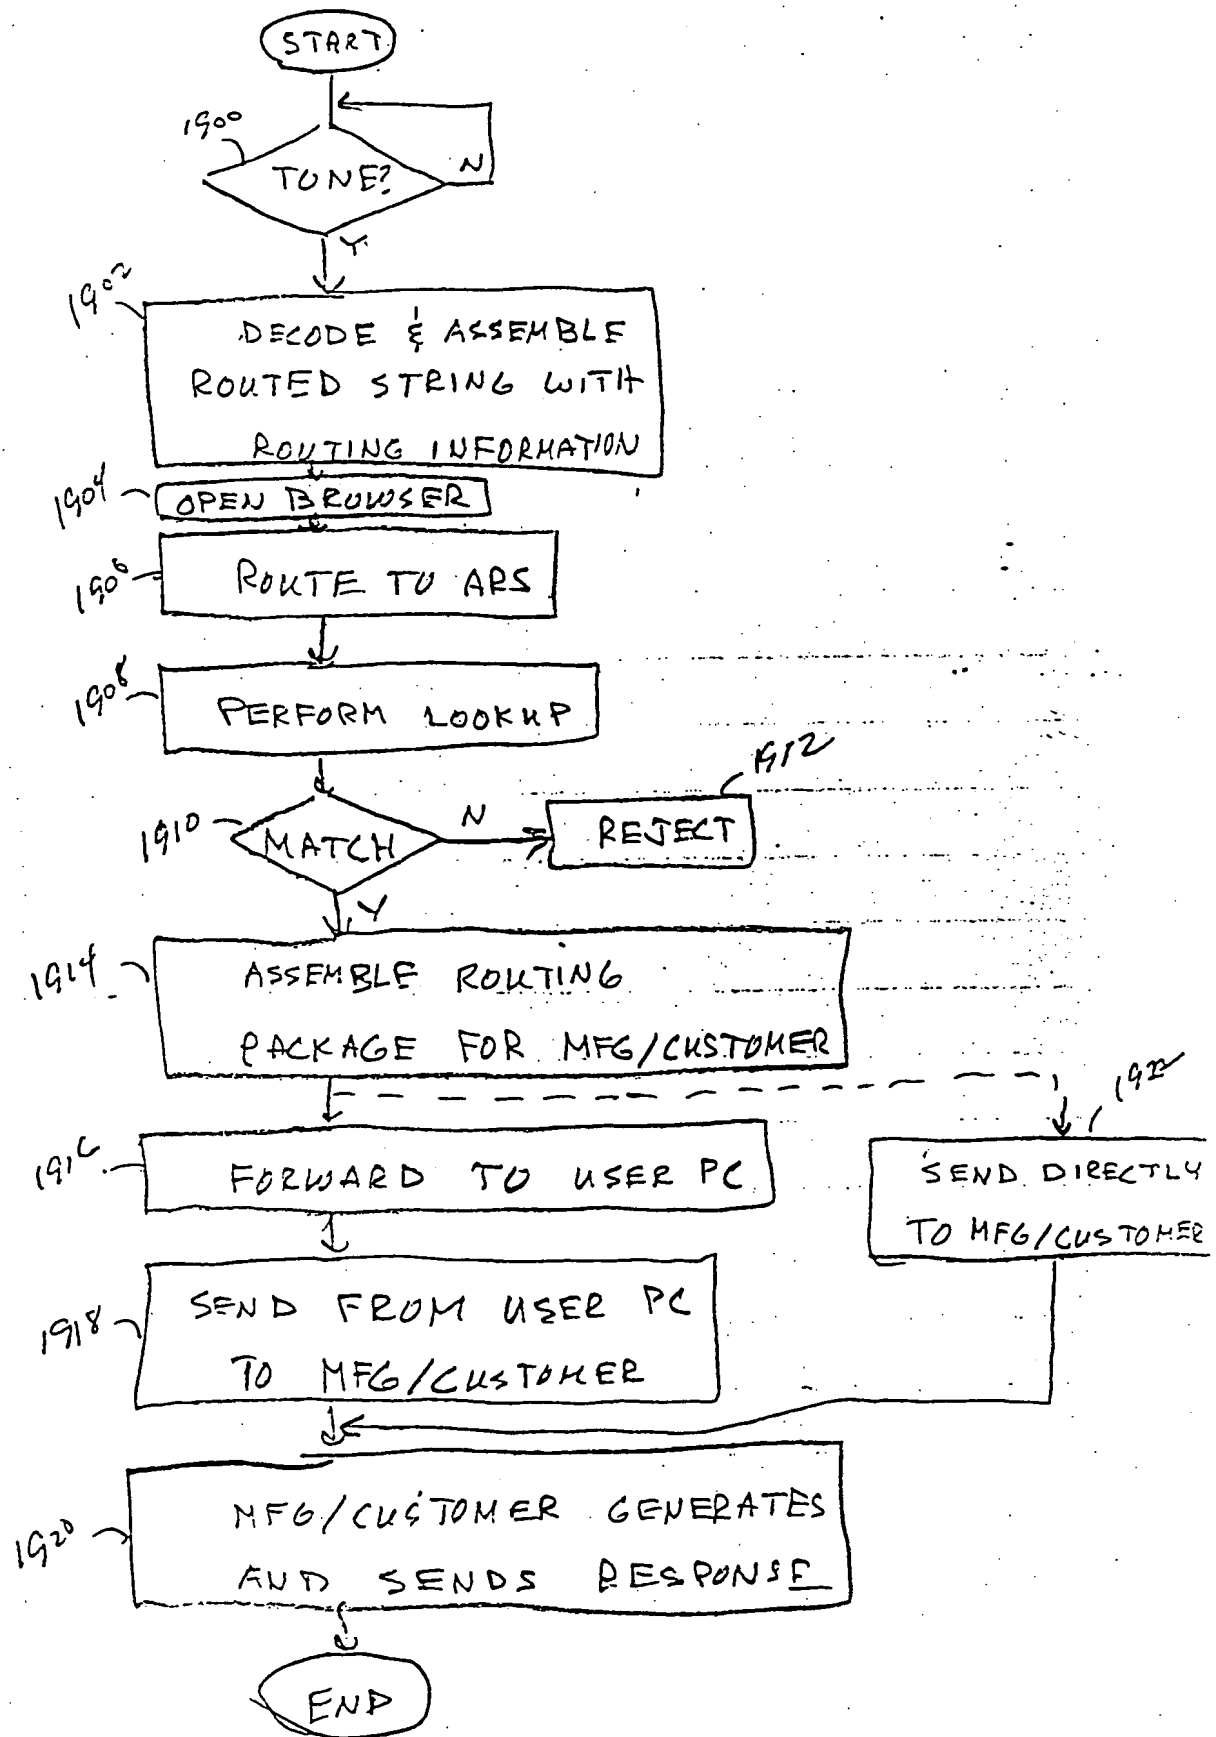 START
1900
TONE?
N
Y
1902
DECODE & ASSEMBLE
ROUTED STRING WITH
ROUTING INFORMATION
1904
OPEN BROWSER
1906
ROUTE TO ARS
1908
PERFORM LOOKUP
1912
1910
MATCH
N
REJECT
Y
1914
ASSEMBLE ROUTING
PACKAGE FOR MFG/CUSTOMER
1922
1916
FORWARD TO USER PC
SEND DIRECTLY
TO MFG/CUSTOMER
1918
SEND FROM USER PC
TO MFG/CUSTOMER
1920
MFG/CUSTOMER GENERATES
AND SENDS RESPONSE
END